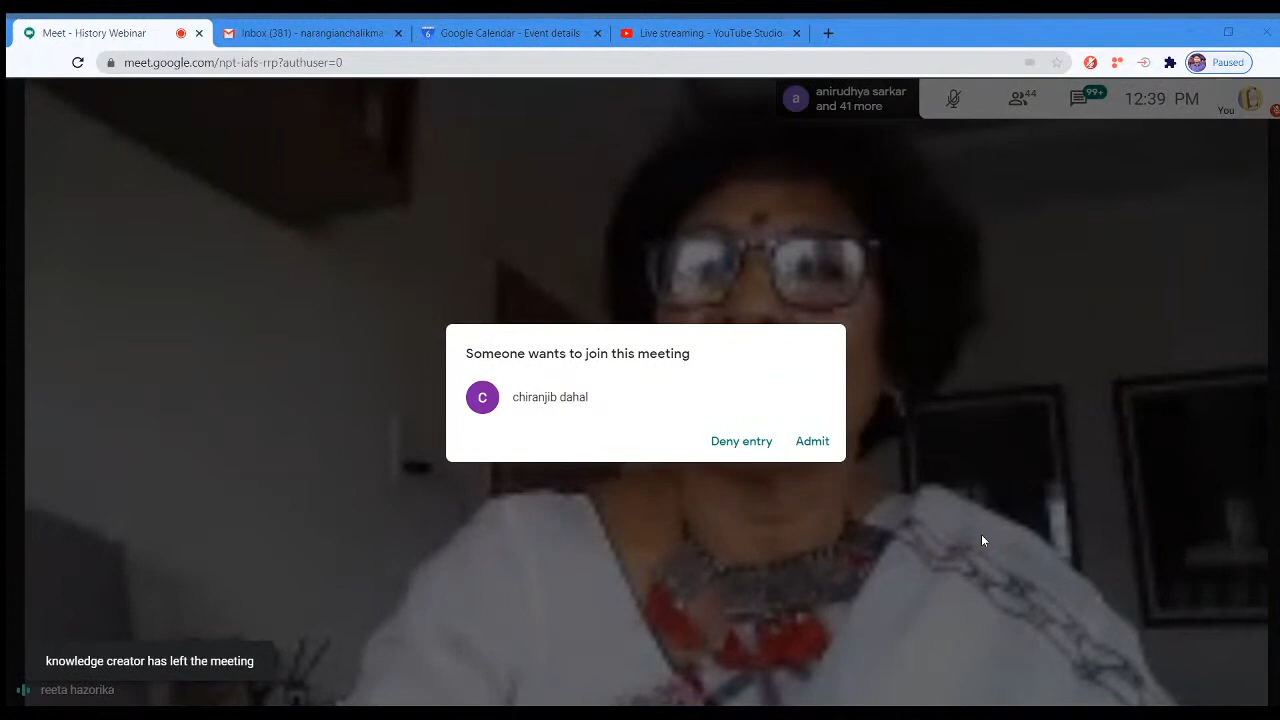 Meet - History Webinar
Inbox (381) - narangianchalikma
6
Google Calendar - Event details
Live streaming - YouTube Studio
meet.google.com/npt-iafs-rrp?authuser=0
Paused
a
anirudhya sarkar
and 41 more
44
99+
12:39 PM
You
Someone wants to join this meeting
C
chiranjib dahal
Deny entry
Admit
knowledge creator has left the meeting
reeta hazorika